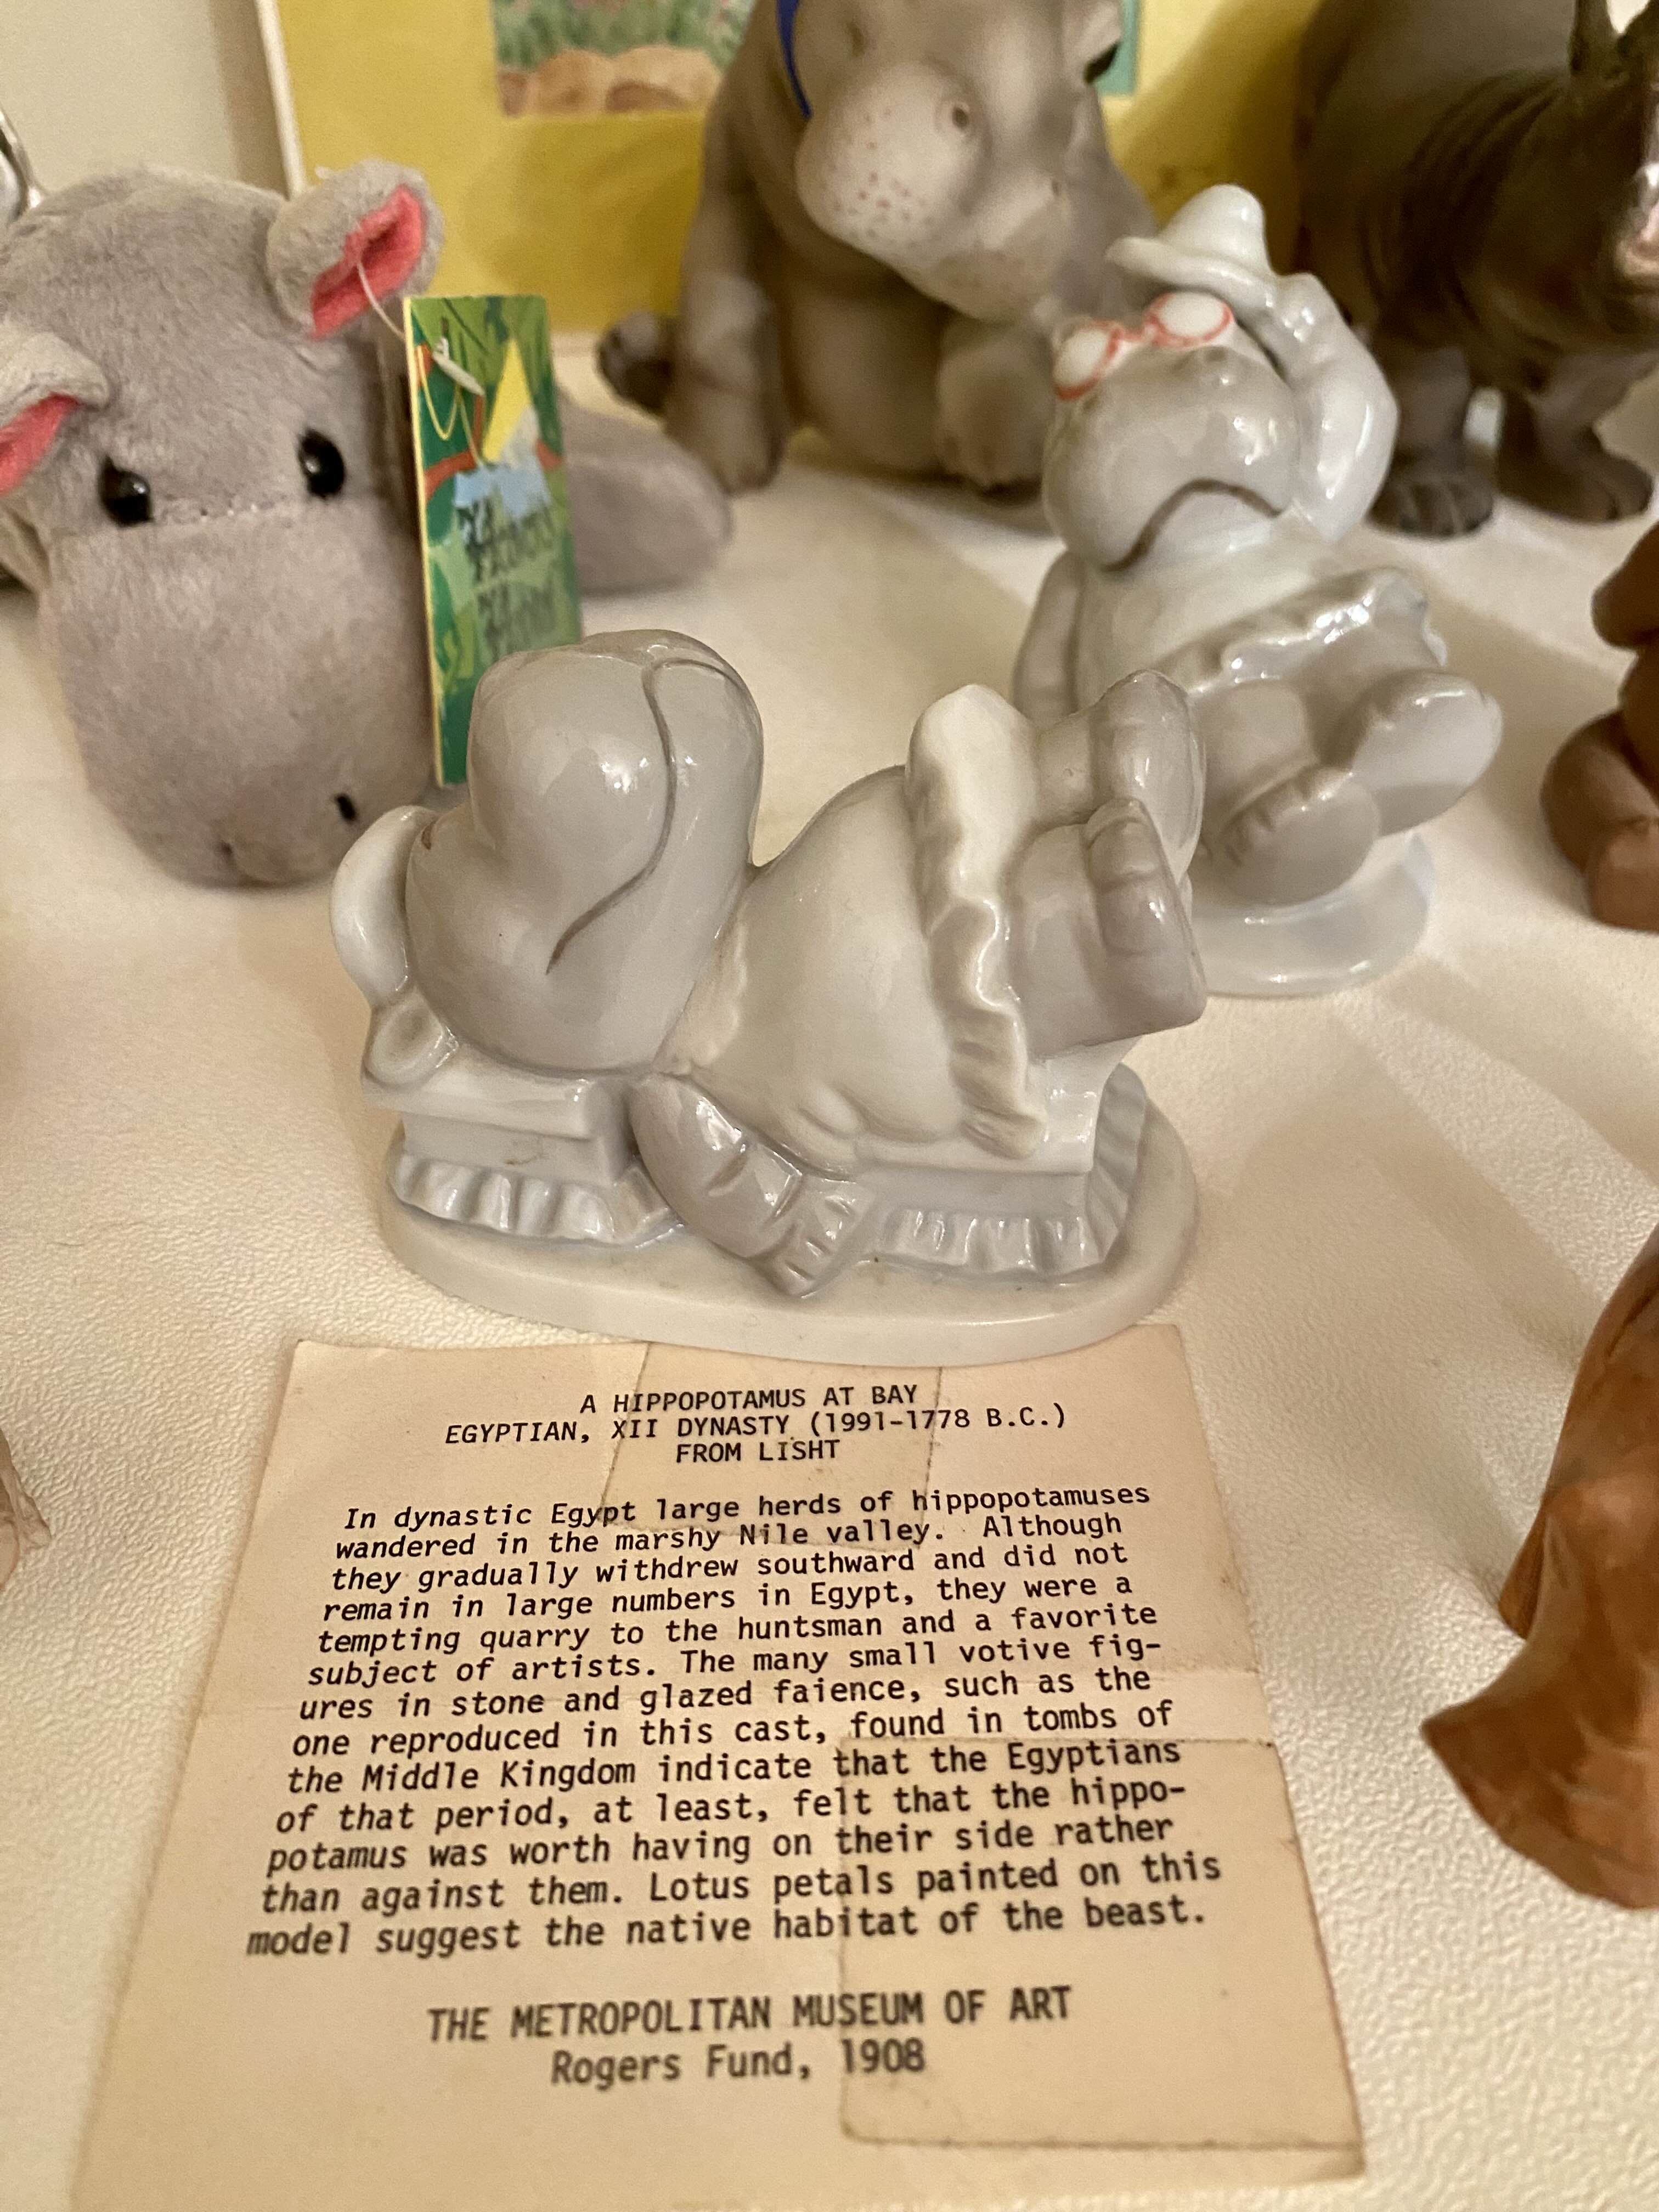 A HIPPOPOTAMUS AT BAY
EGYPTIAN, XII DYNASTY (1991-1778 B.C.)
FROM LISHT
In dynastic Egypt large herds of hippopotamuses
wandered in the marshy Nile valley. Although
they gradually withdrew southward and did not
remain in large numbers in Egypt, they were a
tempting quarry to the huntsman and a favorite
subject of artists. The many small votive fig-
ures in stone and glazed faience, such as the
one reproduced in this cast, found in tombs of
the Middle Kingdom indicate that the Egyptians
of that period, at least, felt that the hippo-
potamus was worth having on their side rather
than against them. Lotus petals painted on this
model suggest the native habitat of the beast.
THE METROPOLITAN MUSEUM OF ART
Rogers Fund, 1908